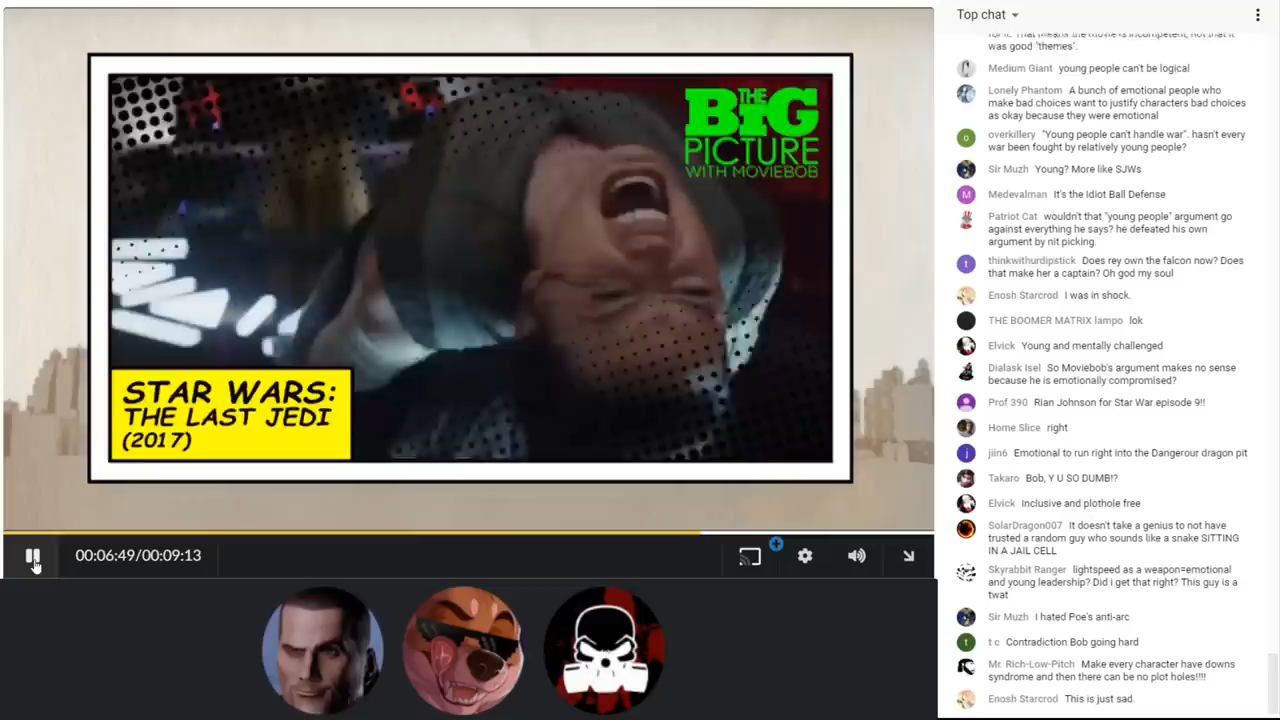 THE
BIG
PICTURE
WITH MOVIEBOB
STAR WARS:
THE LAST JEDI
(2017)
00:06:49/00:09:13
Top chat
was good "themes".
Medium Giant young people can't be logical
Lonely Phantom A bunch of emotional people who
make bad choices want to justify characters bad choices
as okay because they were emotional
overkillery "Young people can't handle war". hasn't every
war been fought by relatively young people?
Sir Muzh Young? More like SJWs
M
Medevalman It's the Idiot Ball Defense
Patriot Cat wouldn't that "young people" argument go
against everything he says? he defeated his own
argument by nit picking.
t
thinkwithurdipstick Does rey own the falcon now? Does
that make her a captain? Oh god my soul
Enosh Starcrod I was in shock.
THE BOOMER MATRIX lampo lok
Elvick Young and mentally challenged
Dialask Isel So Moviebob's argument makes no sense
because he is emotionally compromised?
Prof 390 Rian Johnson for Star War episode 9!!
Home Slice right
j
jiin6 Emotional to run right into the Dangerour dragon pit
Takaro Bob, Y U SO DUMB!?
Elvick Inclusive and plothole free
SolarDragon007 It doesn't take a genius to not have
trusted a random guy who sounds like a snake SITTING
IN A JAIL CELL
Skyrabbit Ranger lightspeed as a weapon=emotional
and young leadership? Did i get that right? This guy is a
twat
Sir Muzh I hated Poe's anti-arc
t
t c Contradiction Bob going hard
Mr. Rich-Low-Pitch Make every character have downs
syndrome and then there can be no plot holes!!!!
Enosh Starcrod This is just sad.